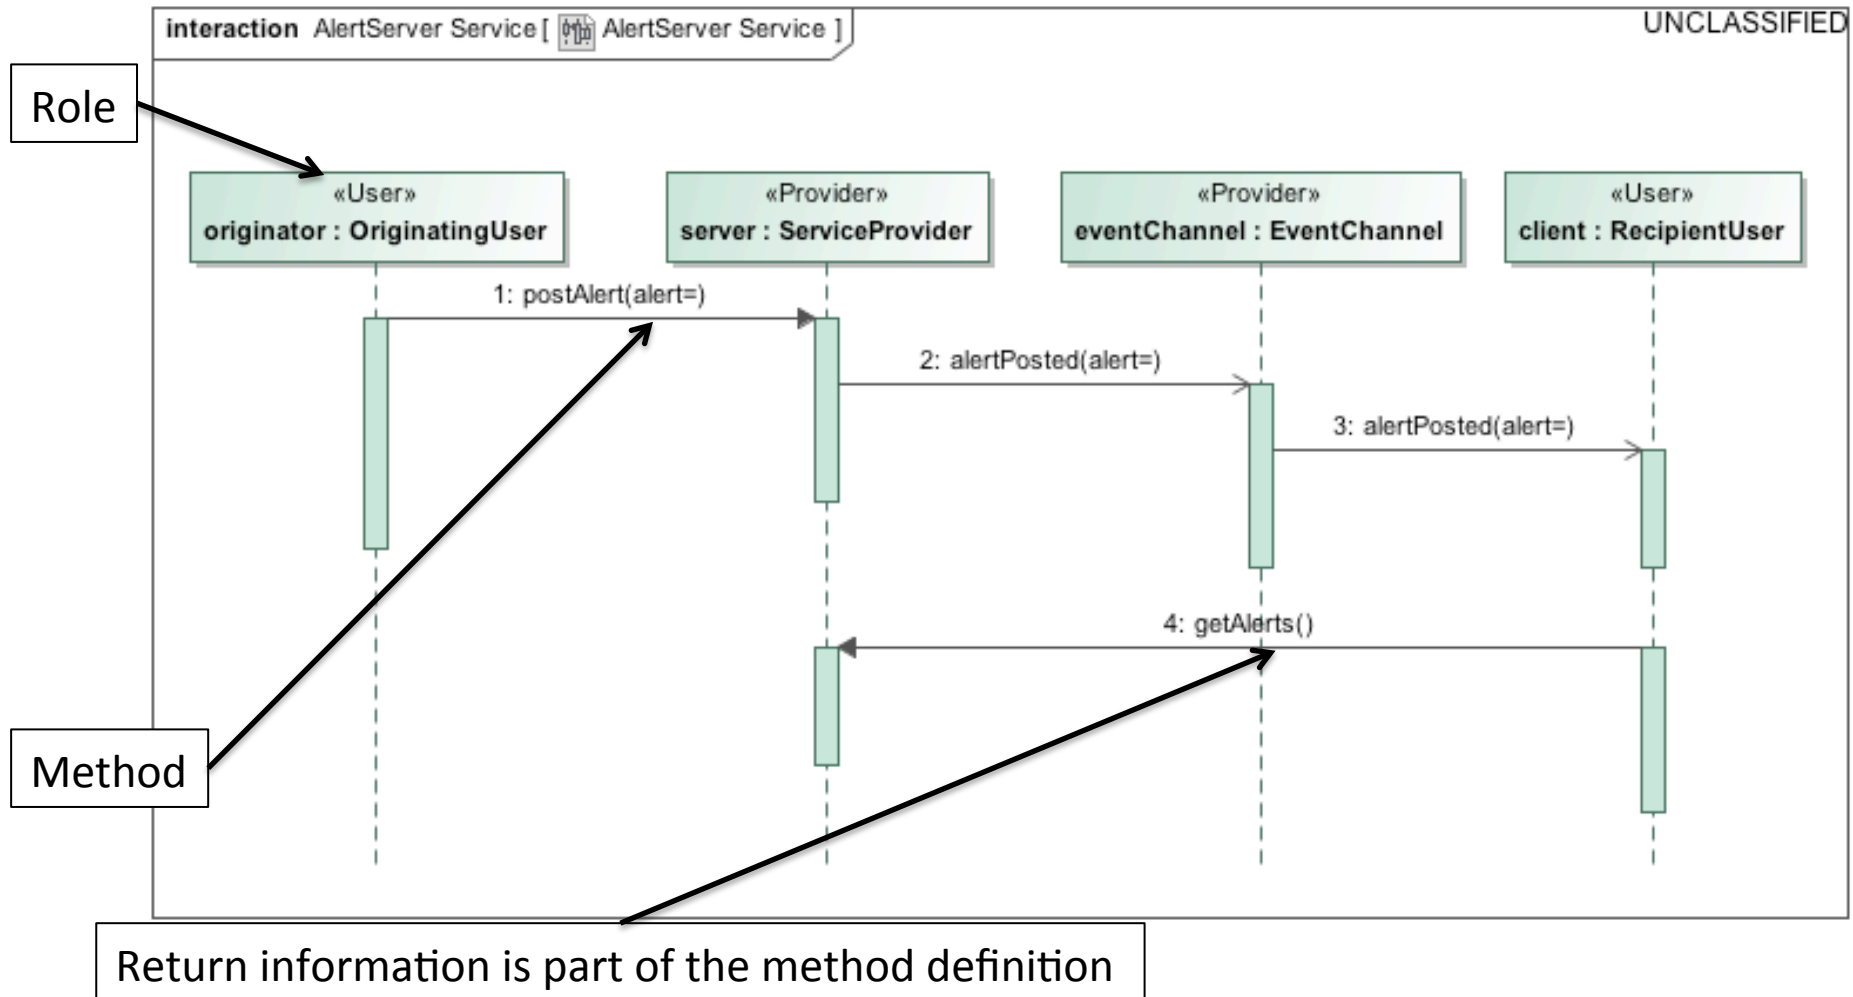 interaction AlertServer Service [ AlertServer Service ]
UNCLASSIFIED
Role
«User»
originator : OriginatingUser
«Provider»
server : ServiceProvider
«Provider»
eventChannel : EventChannel
«User»
client : RecipientUser
1: postAlert(alert=)
2: alertPosted(alert=)
3: alertPosted(alert=)
4: getAlerts()
Method
Return information is part of the method definition